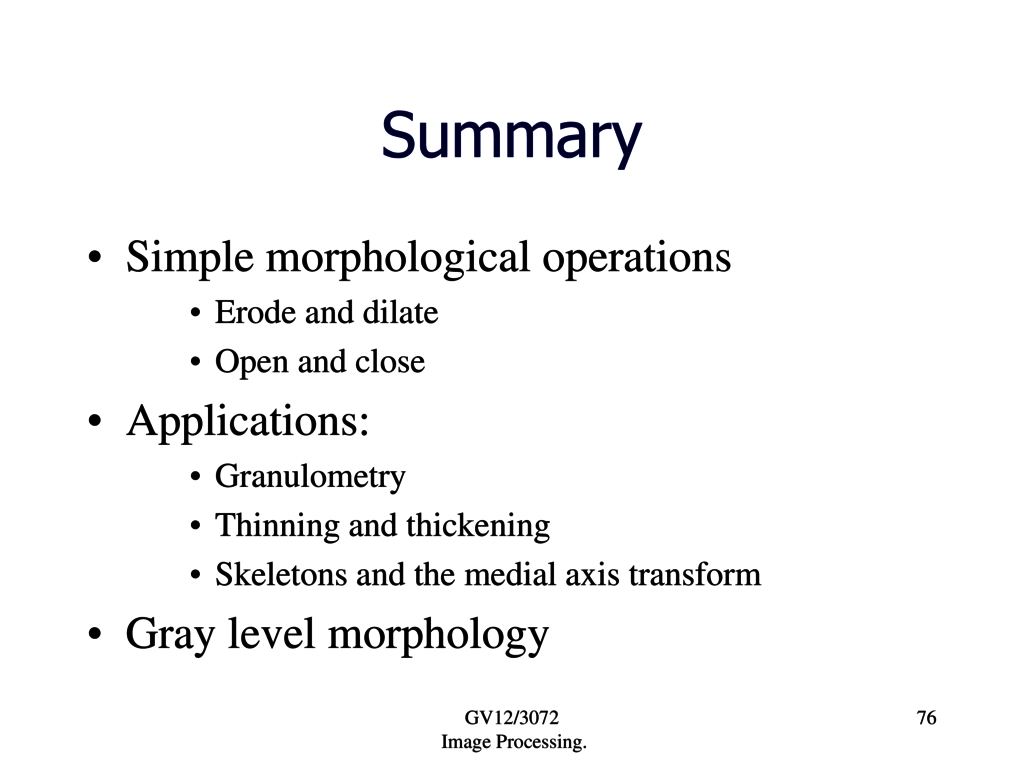 Summary
• Simple morphological operations
• Erode and dilate
• Open and close
• Applications:
• Granulometry
• Thinning and thickening
• Skeletons and the medial axis transform
• Gray level morphology
GV12/3072
Image Processing.
76